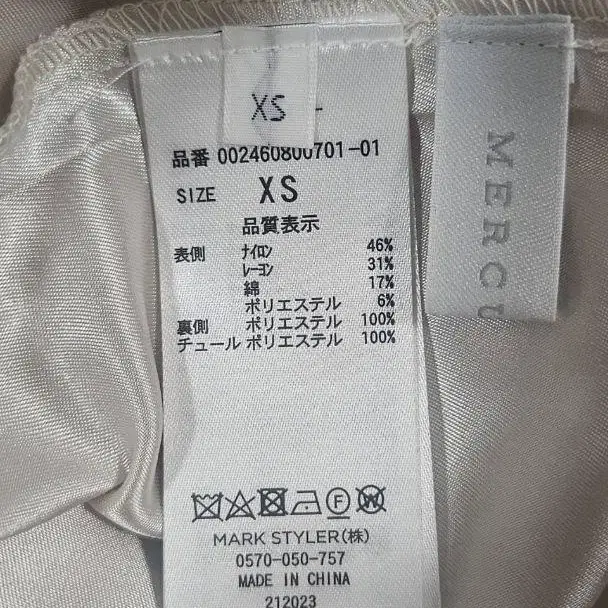 XS
品番 002460800701-01
SIZE XS
品質表示
表側 ナイロン 46%
レーヨン 31%
綿 17%
ポリエステル 6%
裏側 ポリエステル 100%
チュール ポリエステル 100%
F
W
MARK STYLER(株)
0570-050-757
MADE IN CHINA
212023
MERCU